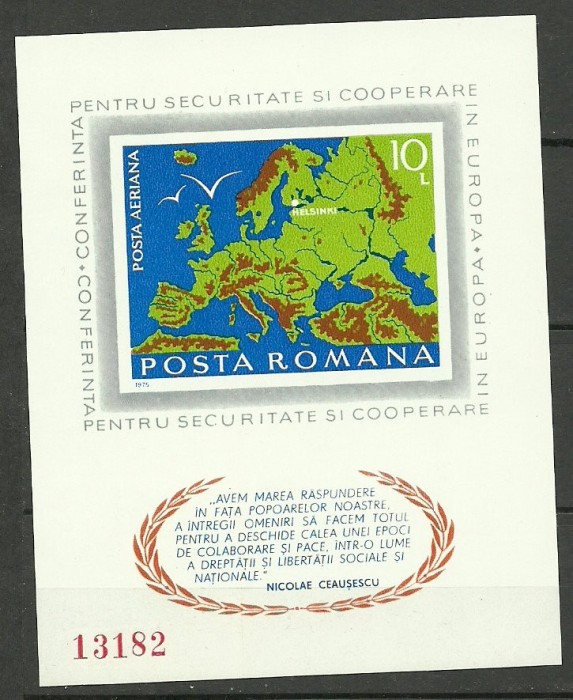 PENTRU SECURITATE SI COOPERARE
CONFERINTA • CONFERINTA
IN EUROPA • IN EUROPA
POSTA AERIANA
10
L
HELSINKI
POSTA ROMANA
1975
PENTRU SECURITATE SI COOPERARE
„AVEM MAREA RĂSPUNDERE
ÎN FAȚA POPOARELOR NOASTRE,
A ÎNTREGII OMENIRI SĂ FACEM TOTUL
PENTRU A DESCHIDE CALEA UNEI EPOCI
DE COLABORARE ȘI PACE, ÎNTR-O LUME
A DREPTĂȚII ȘI LIBERTĂȚII SOCIALE ȘI
NAȚIONALE."
NICOLAE CEAUȘESCU
13182